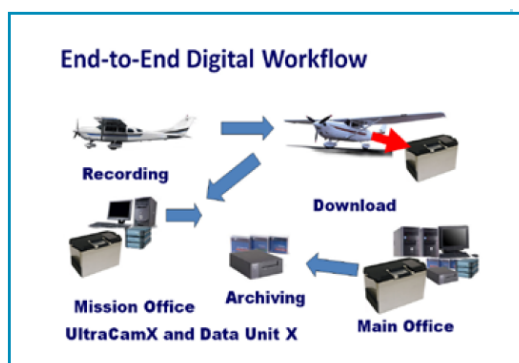 End-to-End Digital Workflow
Recording
Download
Mission Office
Archiving
Main Office
UltraCamX and Data Unit X